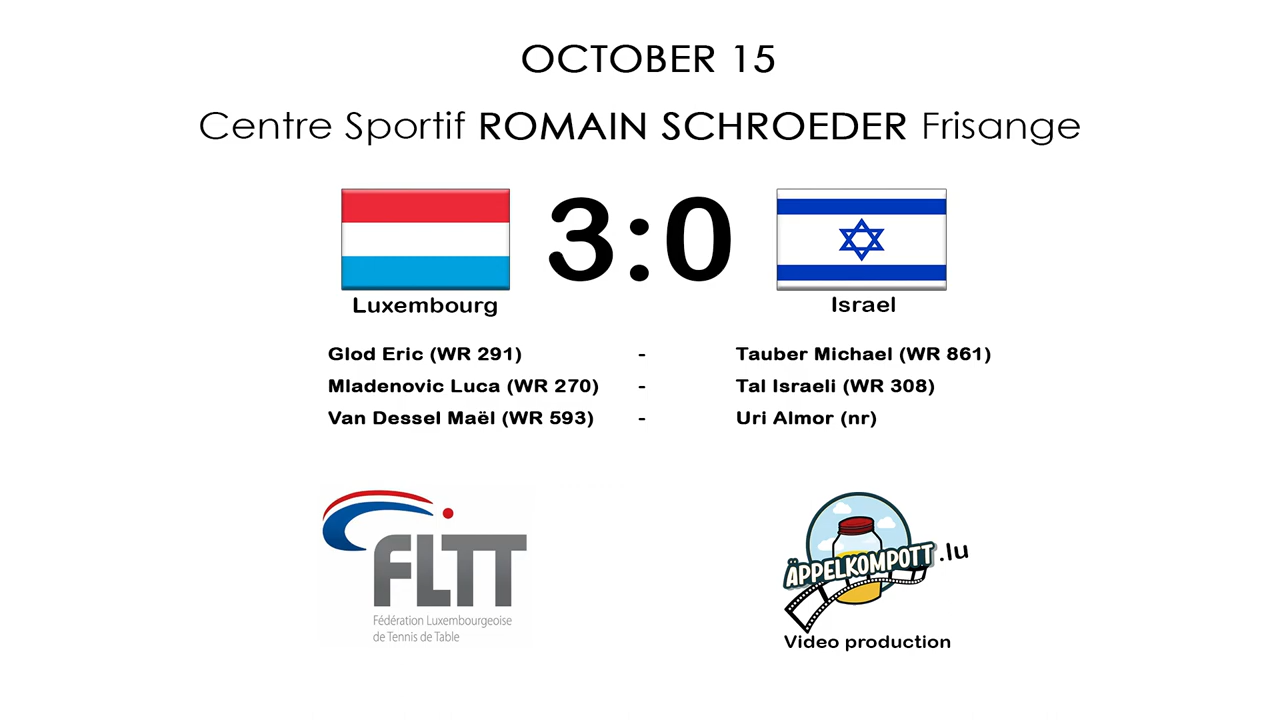 OCTOBER 15
Centre Sportif ROMAIN SCHROEDER Frisange
3:0
Luxembourg
Israel
Glod Eric (WR 291) - Tauber Michael (WR 861)
Mladenovic Luca (WR 270) - Tal Israeli (WR 308)
Van Dessel Maël (WR 593) - Uri Almor (nr)
FLTT
Fédération Luxembourgeoise
de Tennis de Table
ÄPPELKOMPOTT.lu
Video production